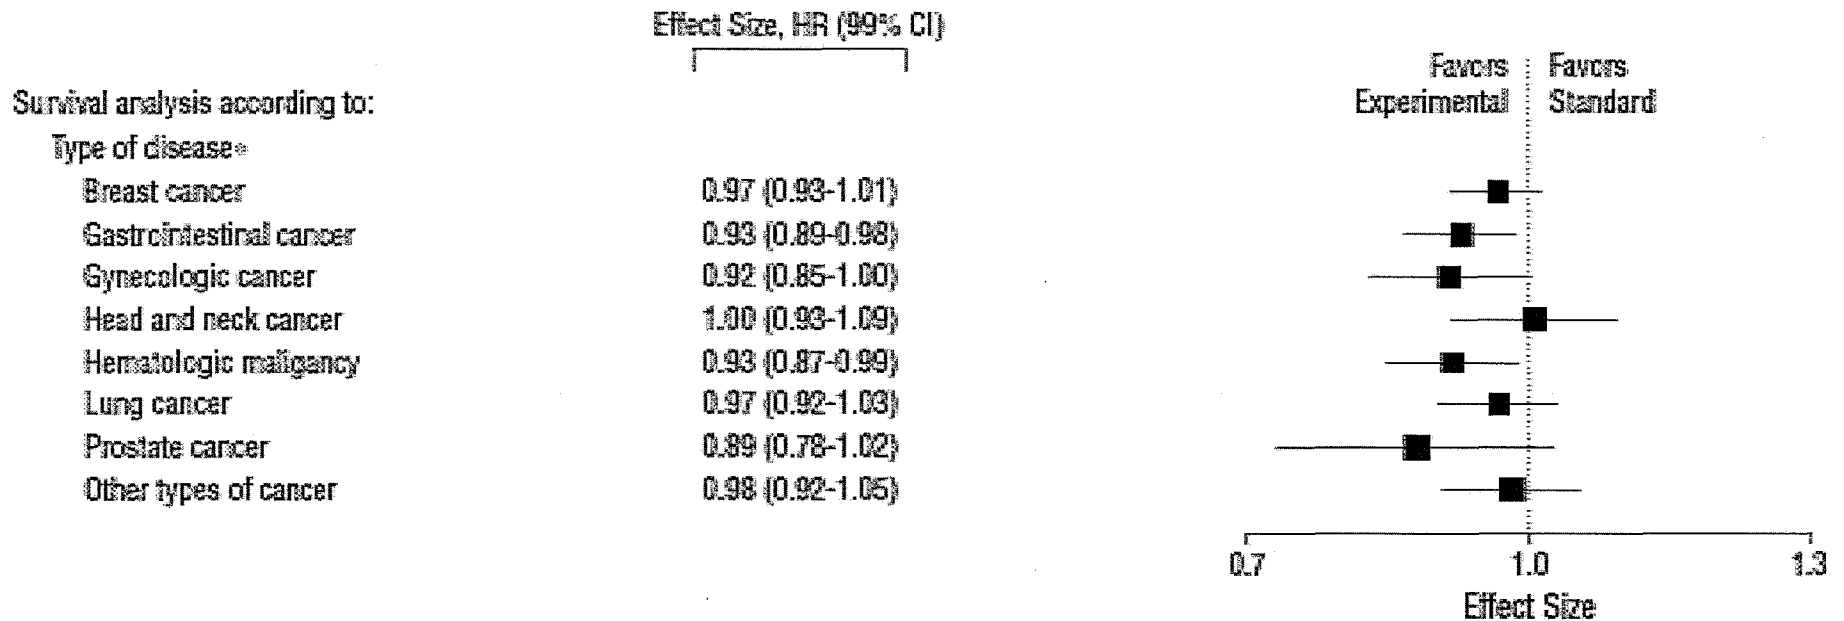 Effect Size, HR (99% CI)
Favors Favors
Experimental Standard
Survival analysis according to:
Type of disease*
Breast cancer 0.97 (0.93-1.01)
Gastrointestinal cancer 0.93 (0.89-0.98)
Gynecologic cancer 0.92 (0.85-1.00)
Head and neck cancer 1.00 (0.93-1.09)
Hematologic maligancy 0.93 (0.87-0.99)
Lung cancer 0.97 (0.92-1.03)
Prostate cancer 0.89 (0.78-1.02)
Other types of cancer 0.98 (0.92-1.05)
0.7 1.0 1.3
Effect Size